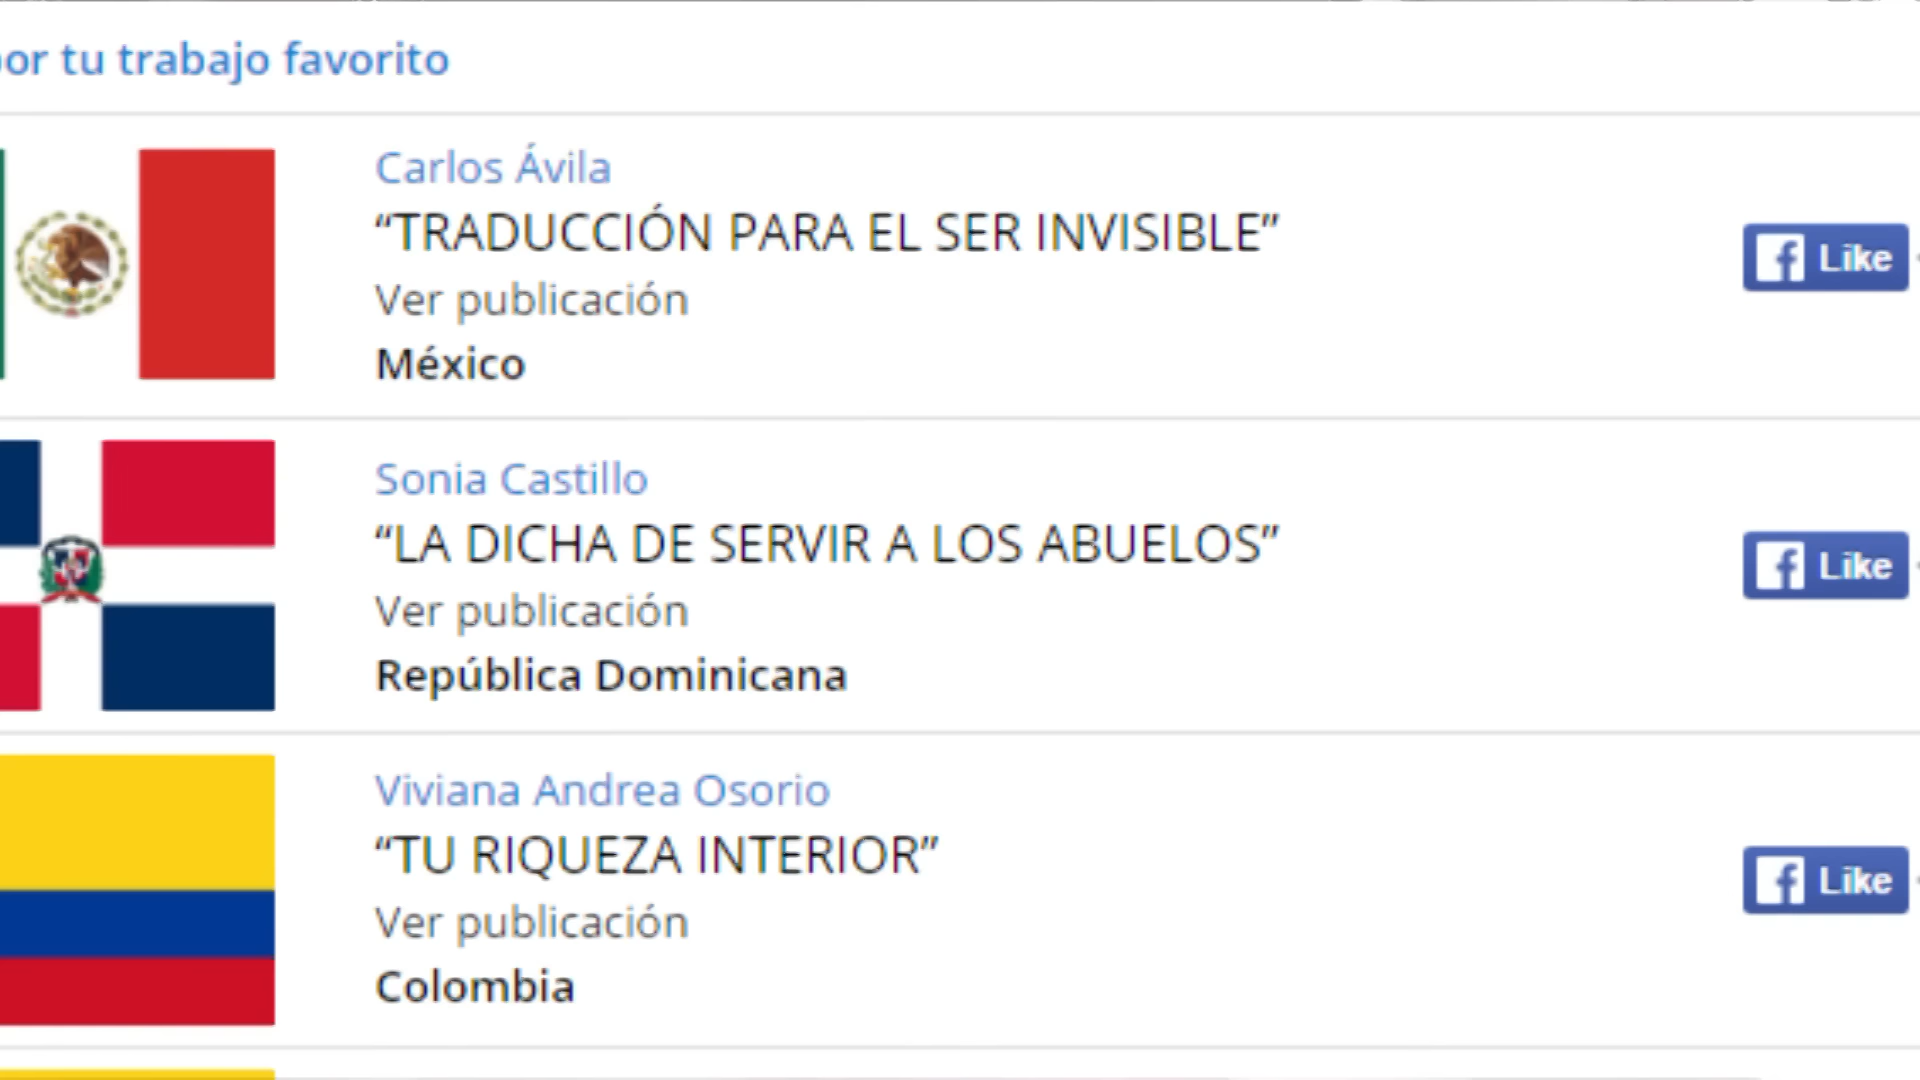 or tu trabajo favorito
Carlos Ávila
“TRADUCCIÓN PARA EL SER INVISIBLE”
Ver publicación
México
Like
Sonia Castillo
“LA DICHA DE SERVIR A LOS ABUELOS”
Ver publicación
República Dominicana
Like
Viviana Andrea Osorio
“TU RIQUEZA INTERIOR”
Ver publicación
Colombia
Like